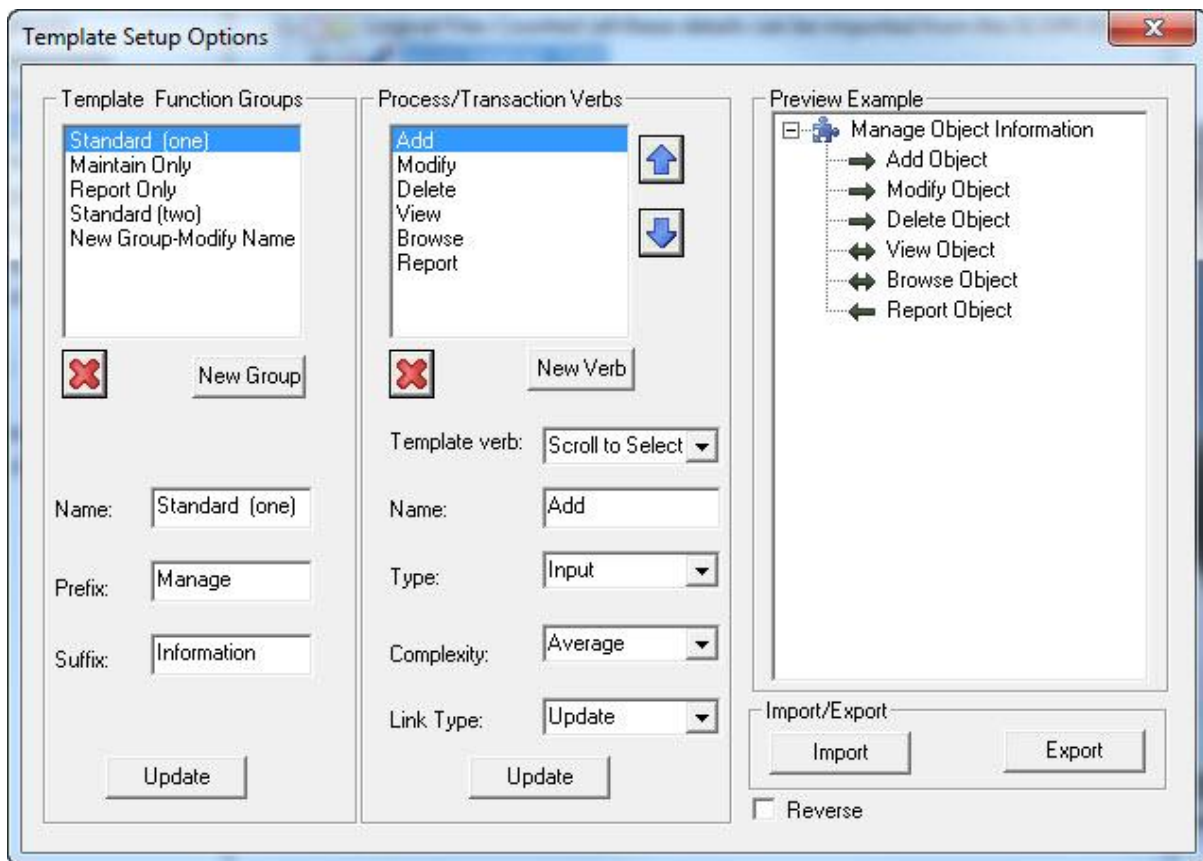 Template Setup Options
Template Function Groups
Standard (one)
Maintain Only
Report Only
Standard (two)
New Group-Modify Name
New Group
Name:
Standard (one)
Prefix:
Manage
Suffix:
Information
Update
Process/Transaction Verbs
Add
Modify
Delete
View
Browse
Report
New Verb
Template verb:
Scroll to Select
Name:
Add
Type:
Input
Complexity:
Average
Link Type:
Update
Update
Preview Example
Manage Object Information
Add Object
Modify Object
Delete Object
View Object
Browse Object
Report Object
Import/Export
Import
Export
Reverse